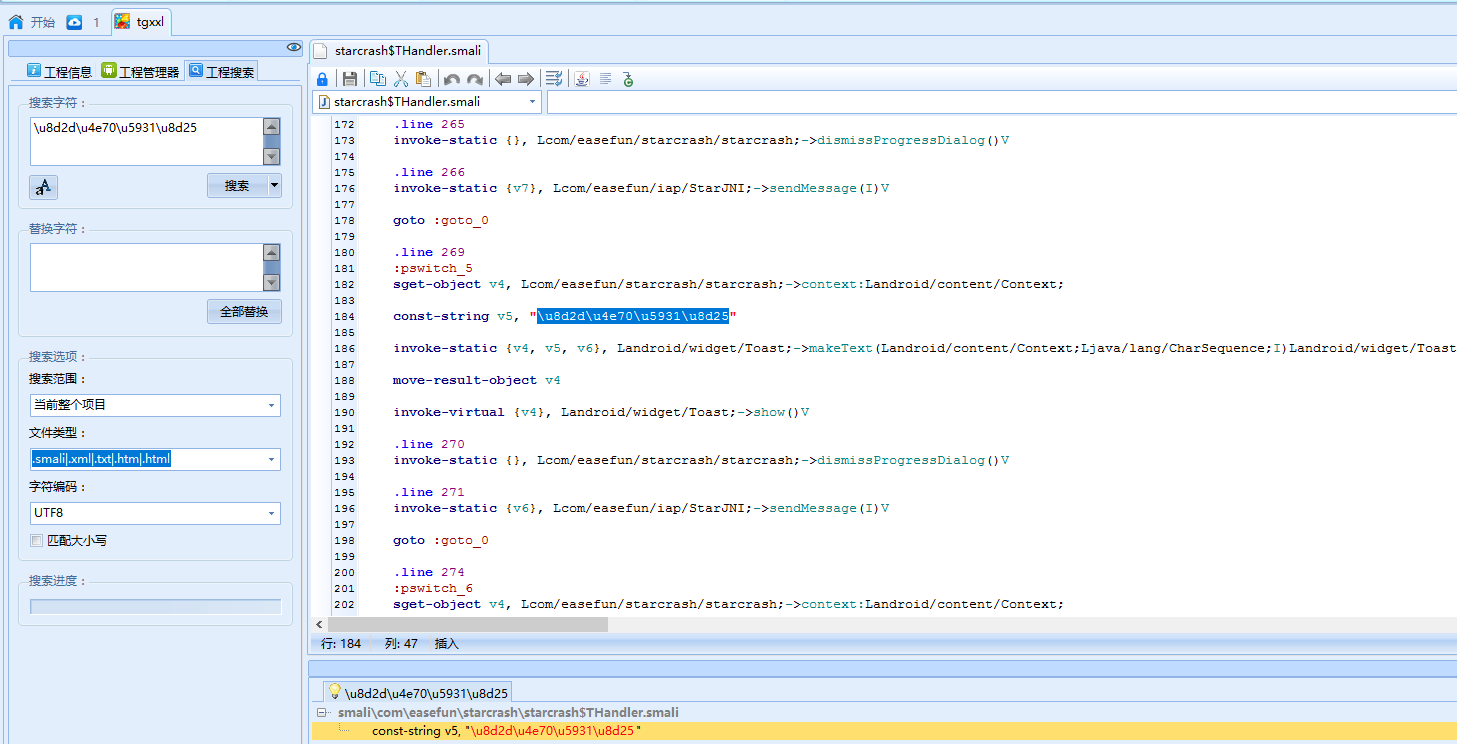 开始 1 tgxxl
工程信息 工程管理器 工程搜索
搜索字符：
\u8d2d\u4e70\u5931\u8d25
aA
搜索
替换字符：
全部替换
搜索选项：
搜索范围：
当前整个项目
文件类型：
.smali|.xml|.txt|.htm|.html
字符编码：
UTF8
匹配大小写
搜索进度：
starcrash$THandler.smali
starcrash$THandler.smali
172 .line 265
173 invoke-static {}, Lcom/easefun/starcrash/starcrash;->dismissProgressDialog()V
174
175 .line 266
176 invoke-static {v7}, Lcom/easefun/iap/StarJNI;->sendMessage(I)V
177
178 goto :goto_0
179
180 .line 269
181 :pswitch_5
182 sget-object v4, Lcom/easefun/starcrash/starcrash;->context:Landroid/content/Context;
183
184 const-string v5, "\u8d2d\u4e70\u5931\u8d25"
185
186 invoke-static {v4, v5, v6}, Landroid/widget/Toast;->makeText(Landroid/content/Context;Ljava/lang/CharSequence;I)Landroid/widget/Toast
187
188 move-result-object v4
189
190 invoke-virtual {v4}, Landroid/widget/Toast;->show()V
191
192 .line 270
193 invoke-static {}, Lcom/easefun/starcrash/starcrash;->dismissProgressDialog()V
194
195 .line 271
196 invoke-static {v6}, Lcom/easefun/iap/StarJNI;->sendMessage(I)V
197
198 goto :goto_0
199
200 .line 274
201 :pswitch_6
202 sget-object v4, Lcom/easefun/starcrash/starcrash;->context:Landroid/content/Context;
行: 184 列: 47 插入
\u8d2d\u4e70\u5931\u8d25
smali\com\easefun\starcrash\starcrash$THandler.smali
const-string v5, "\u8d2d\u4e70\u5931\u8d25"